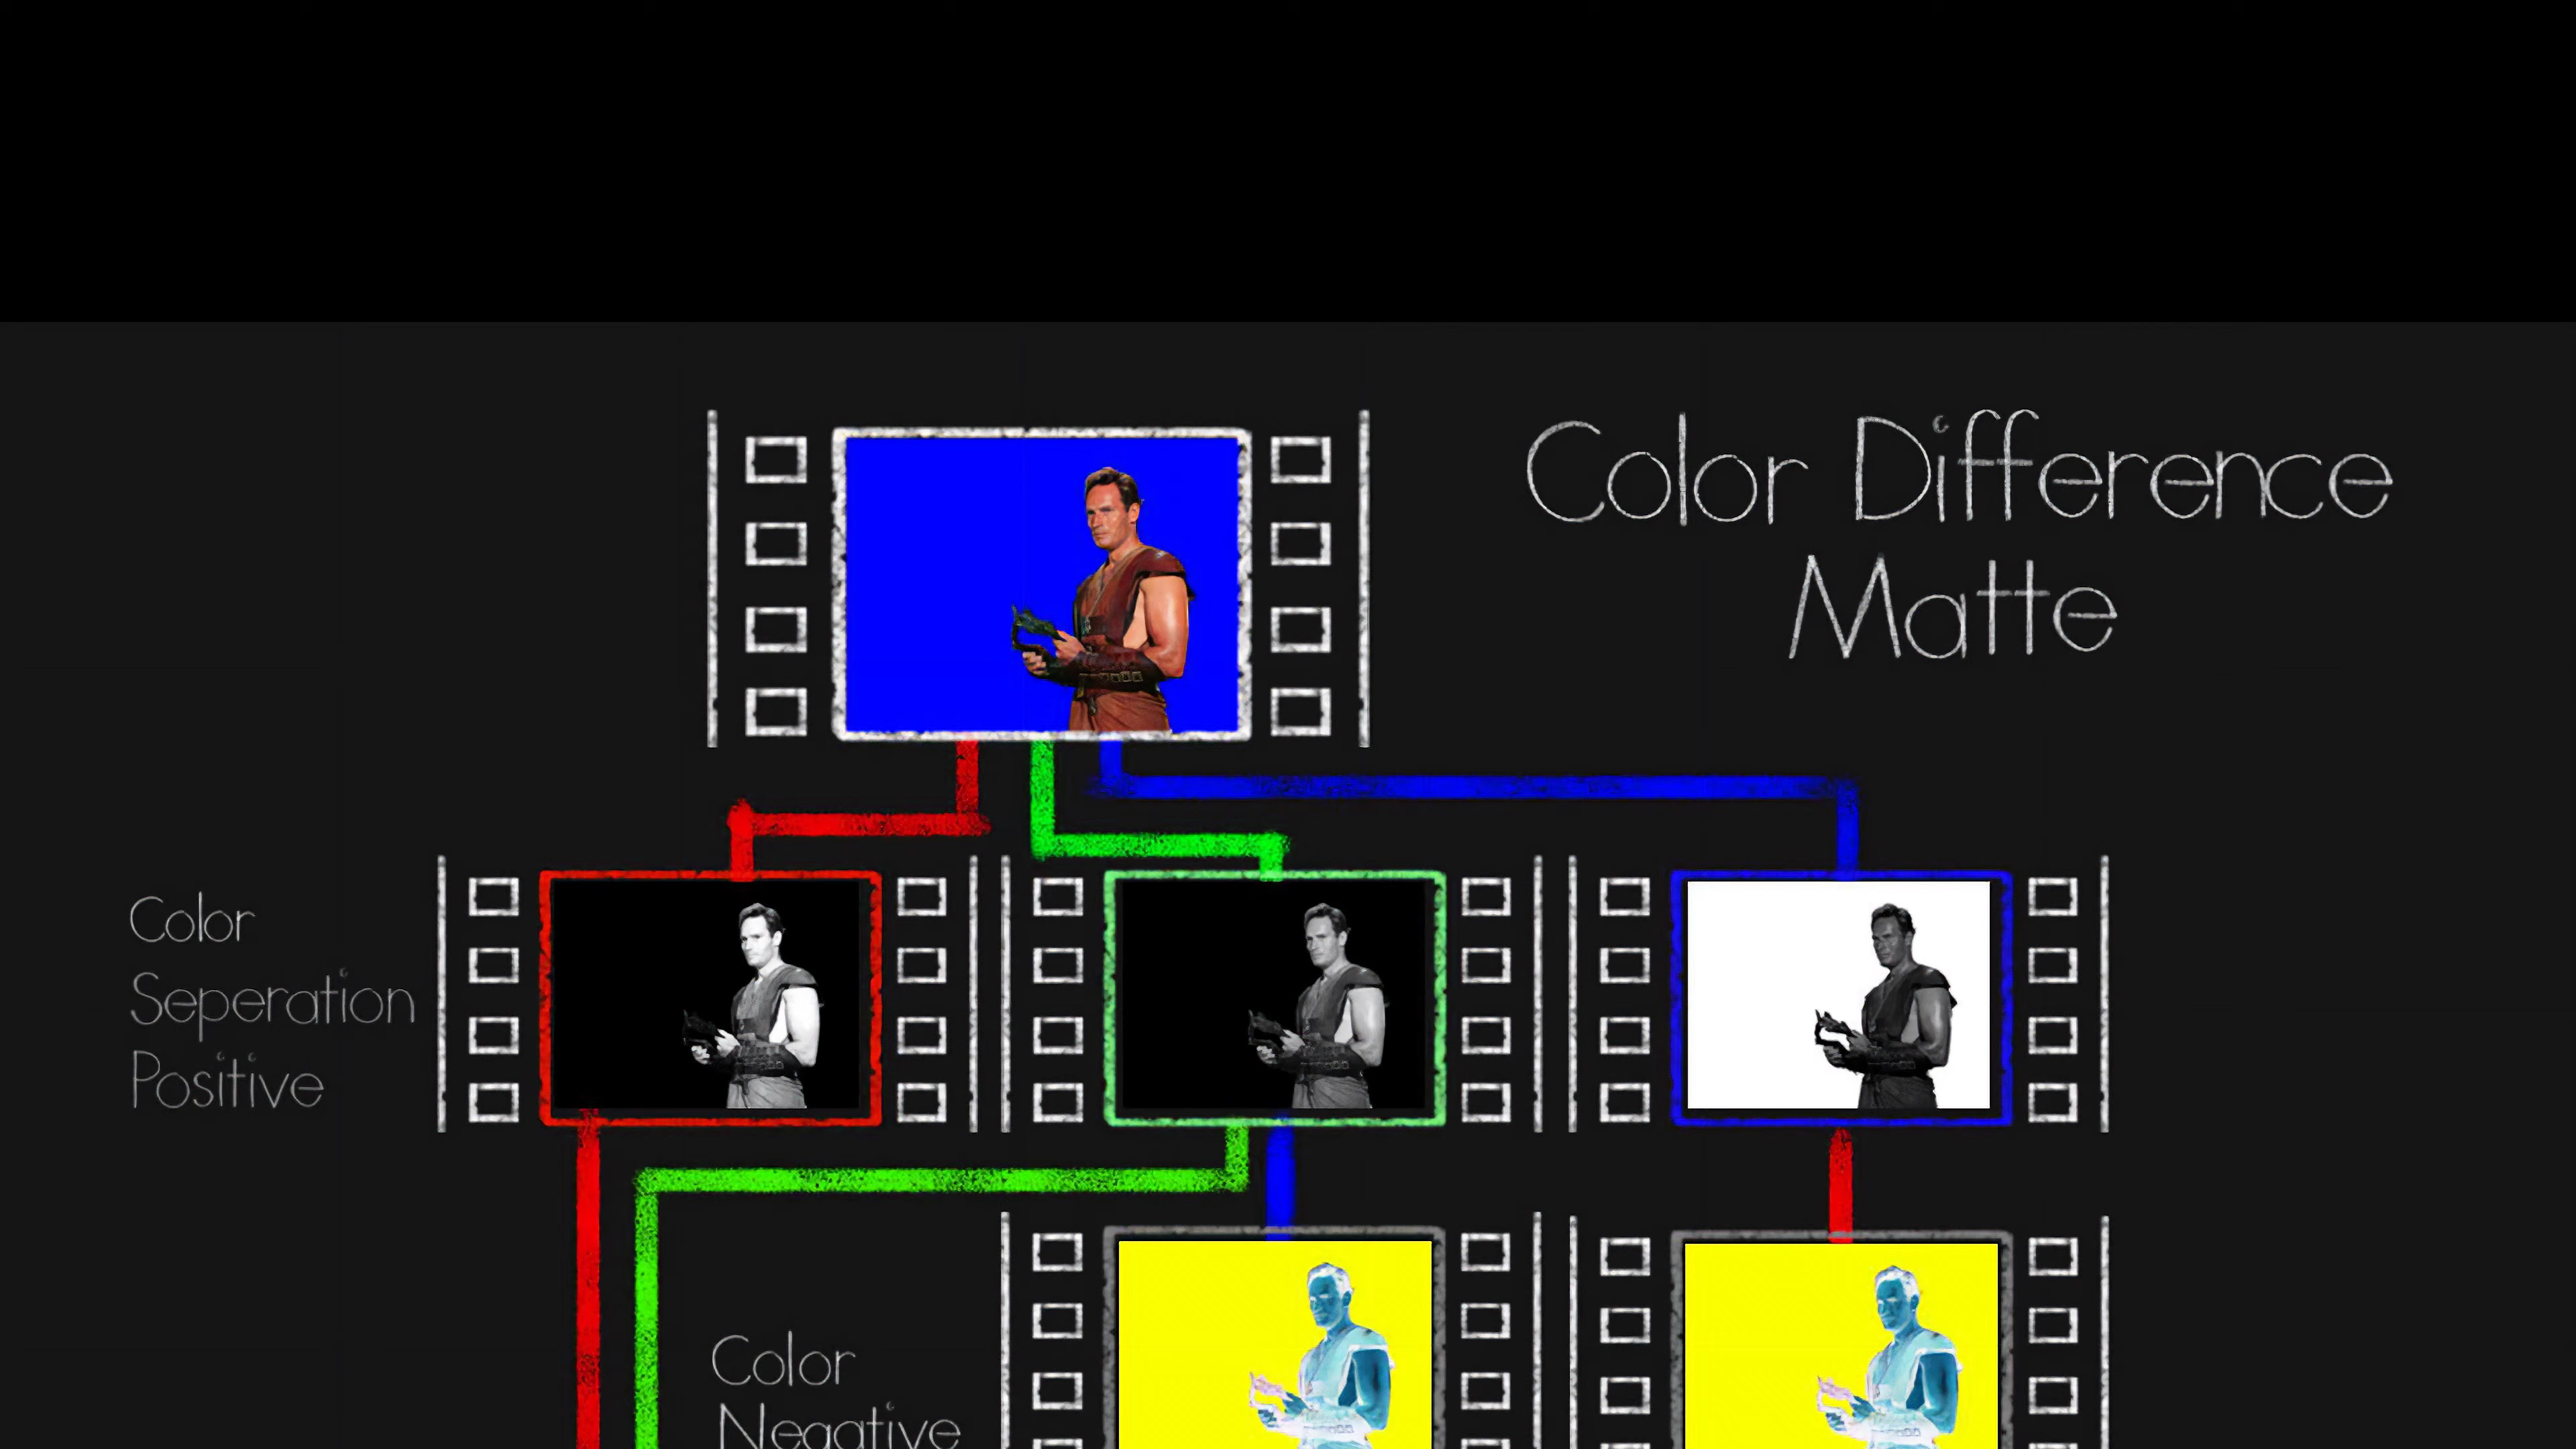 Color Difference
Matte
Color
Seperation
Positive
Color
Negative